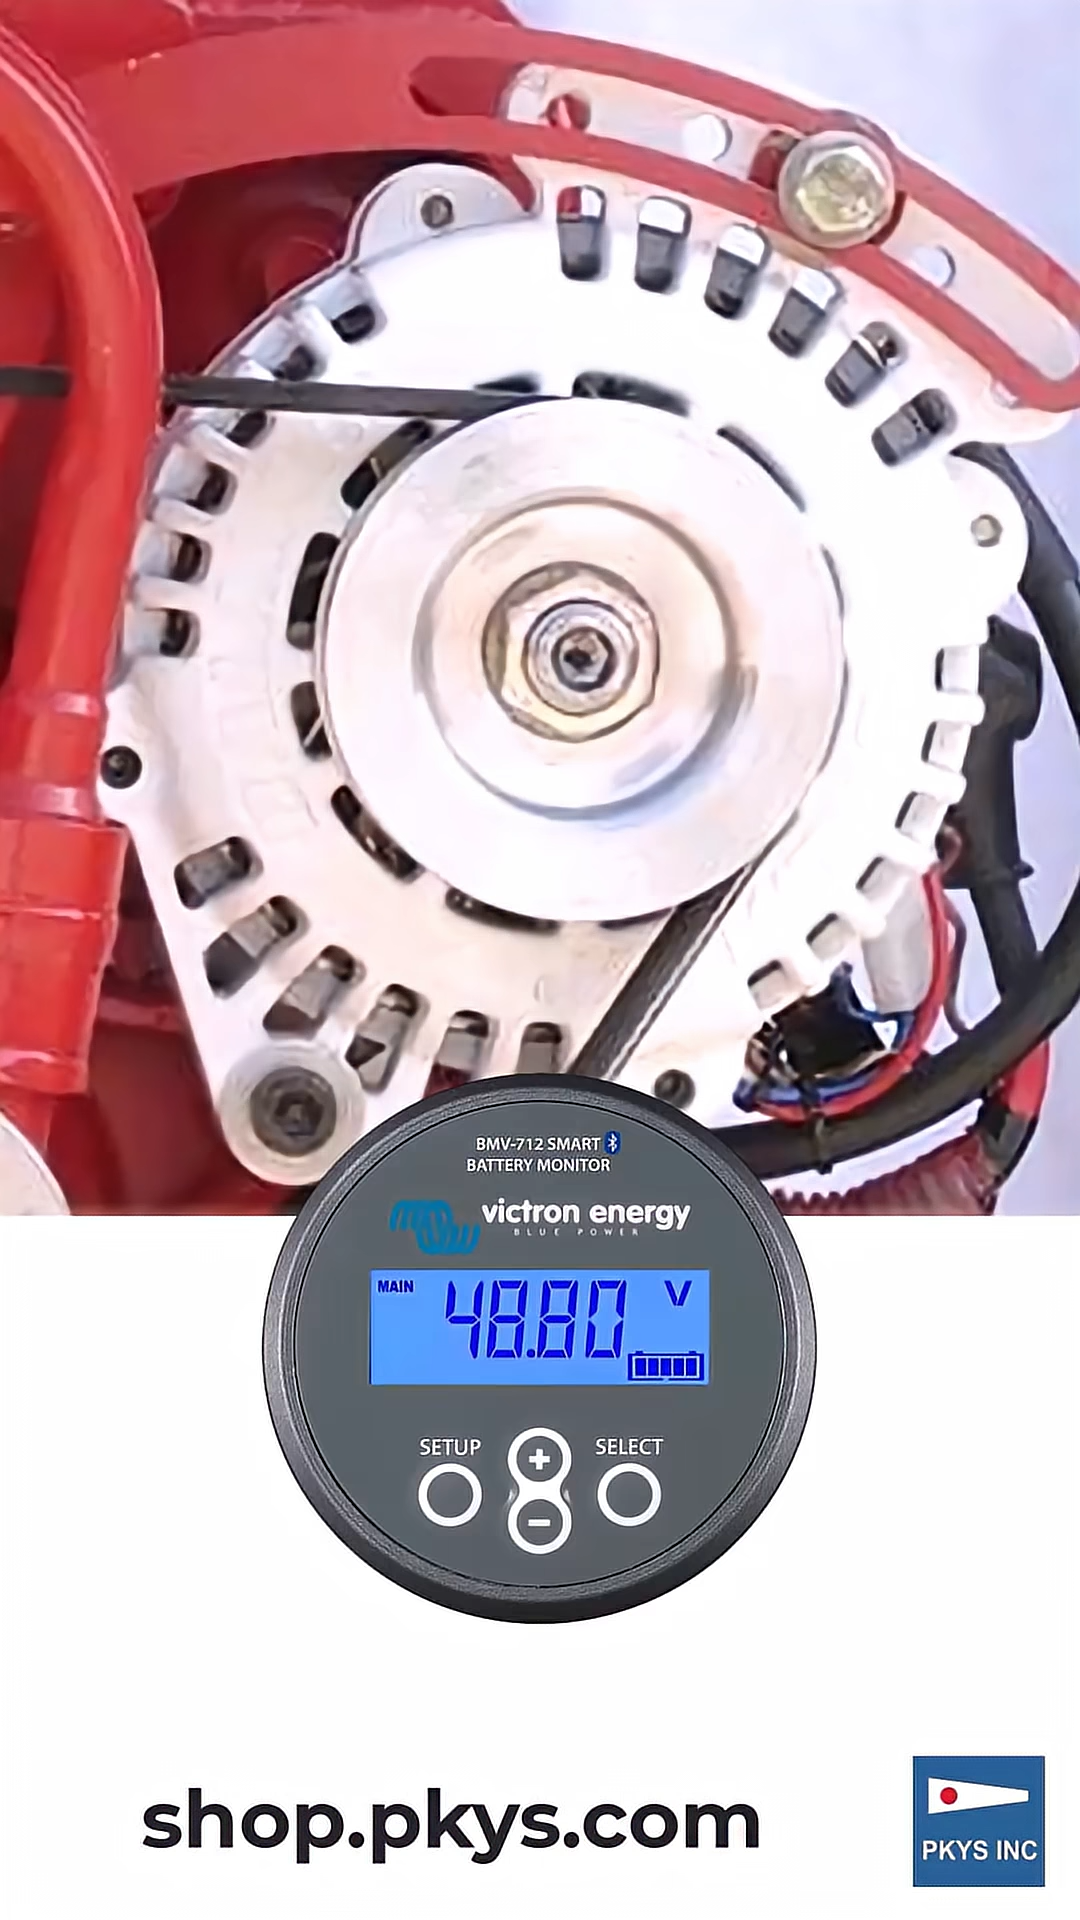 BMV-712 SMART
BATTERY MONITOR
victron energy
BLUE POWER
MAIN
48.80 V
SETUP
+
SELECT
−
shop.pkys.com
PKYS INC